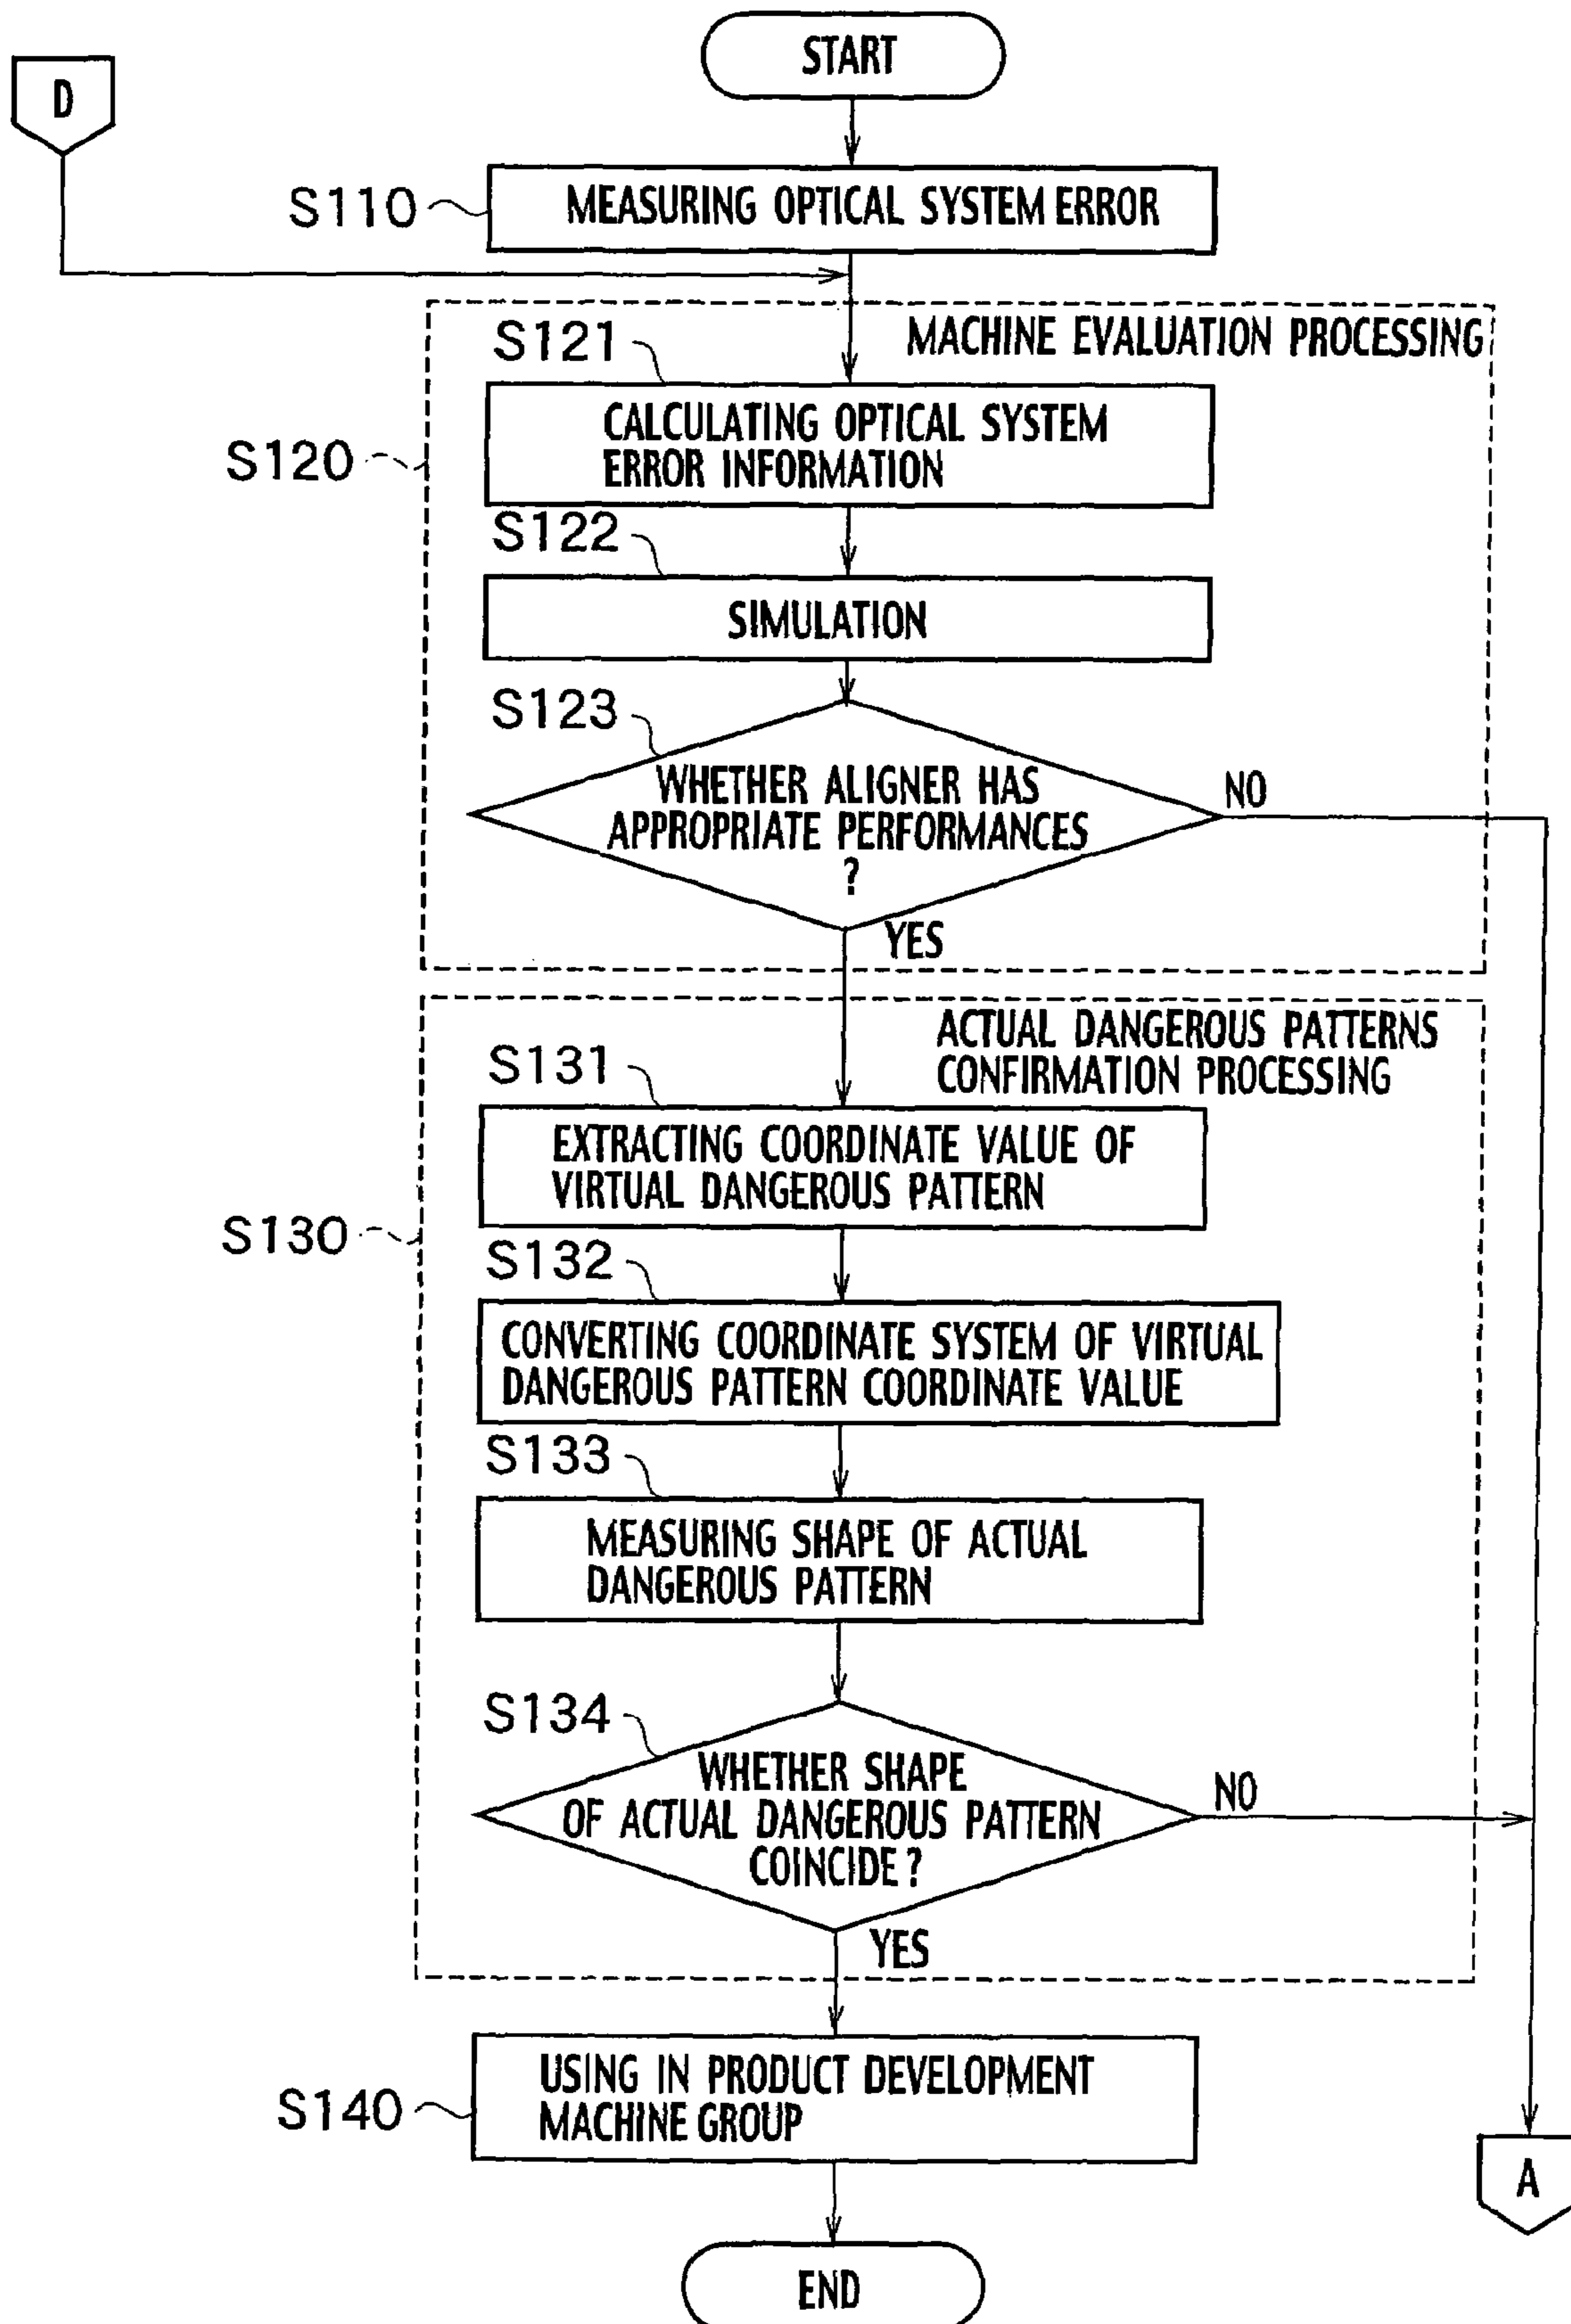 START
D
S110
MEASURING OPTICAL SYSTEM ERROR
MACHINE EVALUATION PROCESSING
S121
CALCULATING OPTICAL SYSTEM
ERROR INFORMATION
S120
S122
SIMULATION
S123
WHETHER ALIGNER HAS
APPROPRIATE PERFORMANCES
?
NO
YES
ACTUAL DANGEROUS PATTERNS
CONFIRMATION PROCESSING
S131
EXTRACTING COORDINATE VALUE OF
VIRTUAL DANGEROUS PATTERN
S130
S132
CONVERTING COORDINATE SYSTEM OF VIRTUAL
DANGEROUS PATTERN COORDINATE VALUE
S133
MEASURING SHAPE OF ACTUAL
DANGEROUS PATTERN
S134
WHETHER SHAPE
OF ACTUAL DANGEROUS PATTERN
COINCIDE?
NO
YES
S140
USING IN PRODUCT DEVELOPMENT
MACHINE GROUP
A
END